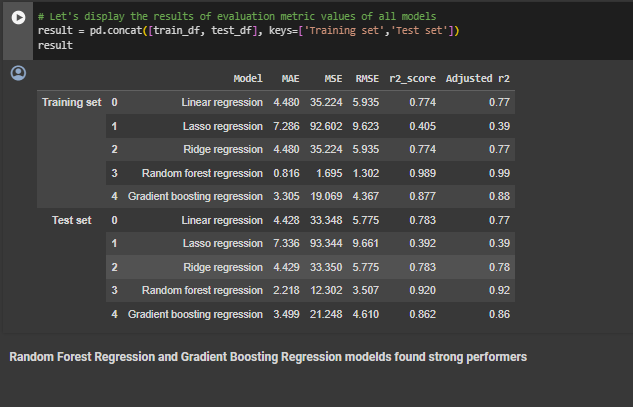 # Let's display the results of evaluation metric values of all models
result = pd.concat([train_df, test_df], keys=['Training set','Test set'])
result
Model MAE MSE RMSE r2_score Adjusted r2
Training set 0 Linear regression 4.480 35.224 5.935 0.774 0.77
1 Lasso regression 7.286 92.602 9.623 0.405 0.39
2 Ridge regression 4.480 35.224 5.935 0.774 0.77
3 Random forest regression 0.816 1.695 1.302 0.989 0.99
4 Gradient boosting regression 3.305 19.069 4.367 0.877 0.88
Test set 0 Linear regression 4.428 33.348 5.775 0.783 0.77
1 Lasso regression 7.336 93.344 9.661 0.392 0.39
2 Ridge regression 4.429 33.350 5.775 0.783 0.78
3 Random forest regression 2.218 12.302 3.507 0.920 0.92
4 Gradient boosting regression 3.499 21.248 4.610 0.862 0.86
Random Forest Regression and Gradient Boosting Regression modelds found strong performers